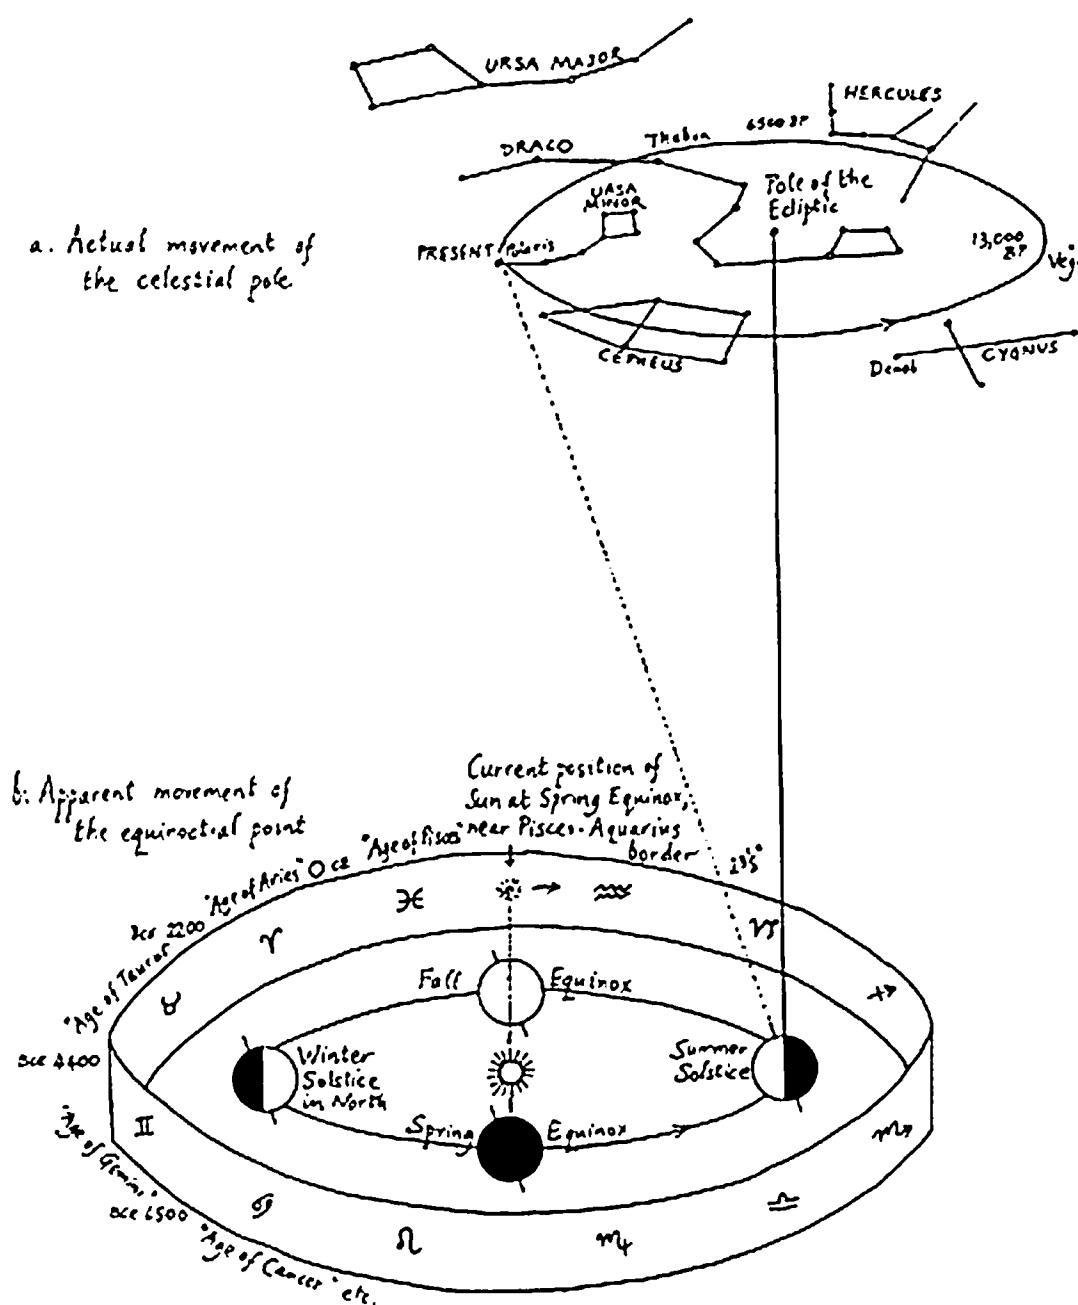 URSA MAJOR
HERCULES
6500 BP
Thuban
DRACO
URSA
MINOR
Pole of the
Ecliptic
a. Actual movement of
the celestial pole
PRESENT
Polaris
13,000
BP
Vega
CEPHEUS
Deneb
CYGNUS
b. Apparent movement of
the equinoctial point
Current position of
Sun at Spring Equinox,
near Pisces-Aquarius
border
23½°
"Age of Pisces"
0 CE
"Age of Aries"
BCE 2200
"Age of Taurus"
BCE 4400
"Age of Gemini"
BCE 6500
"Age of Cancer" etc.
♈ ♓ ♒ ♑
♉ ♐
Fall Equinox
Winter
Solstice
in North
Summer
Solstice
Spring Equinox
♊ ♏
♋ ♎
♌ ♍